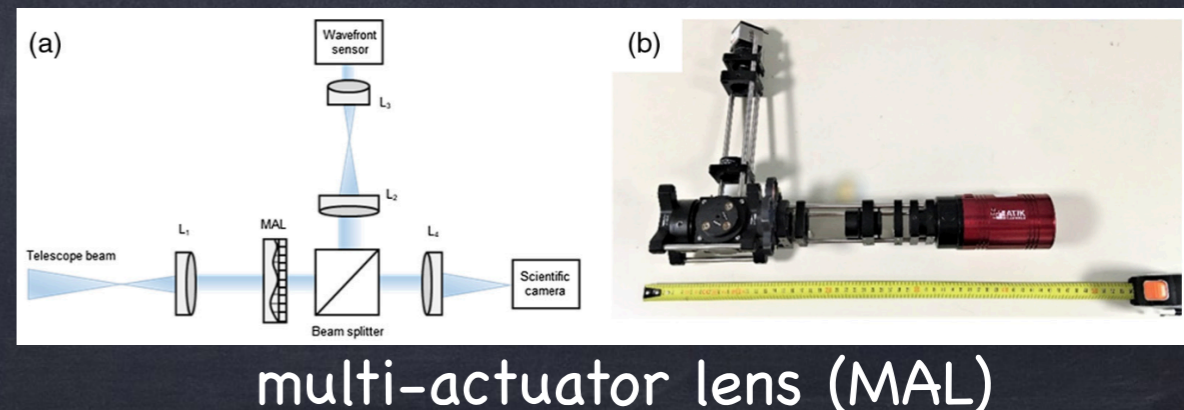 (a)
Wavefront
sensor
L₃
L₂
L₁
MAL
L₄
Telescope beam
Scientific
camera
Beam splitter
(b)
multi-actuator lens (MAL)